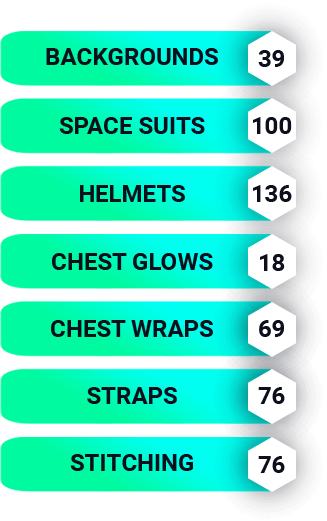 BACKGROUNDS 39
SPACE SUITS 100
HELMETS 136
CHEST GLOWS 18
CHEST WRAPS 69
STRAPS 76
STITCHING 76